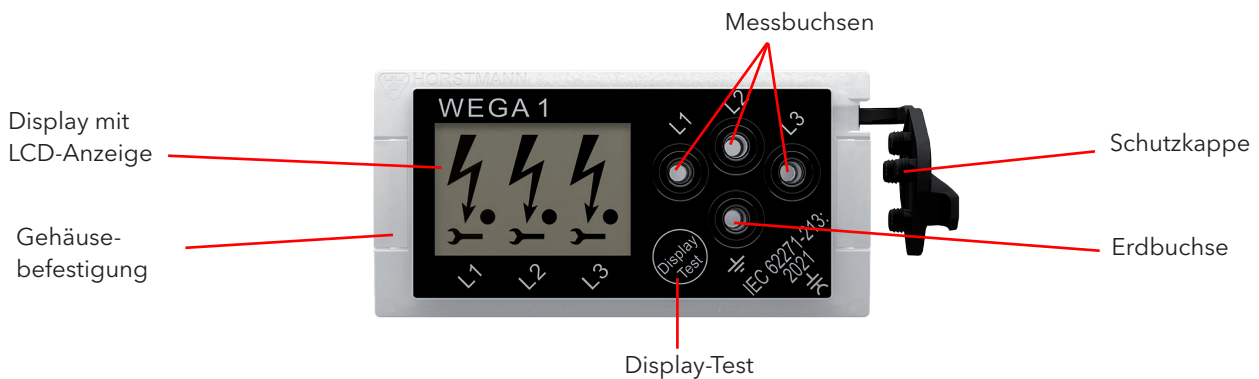 Messbuchsen
HORSTMANN
WEGA 1
L1
L2
L3
Display mit
LCD-Anzeige
Schutzkappe
Gehäuse-
befestigung
Erdbuchse
Display
Test
IEC 62271-213:
2021
L1
L2
L3
Display-Test